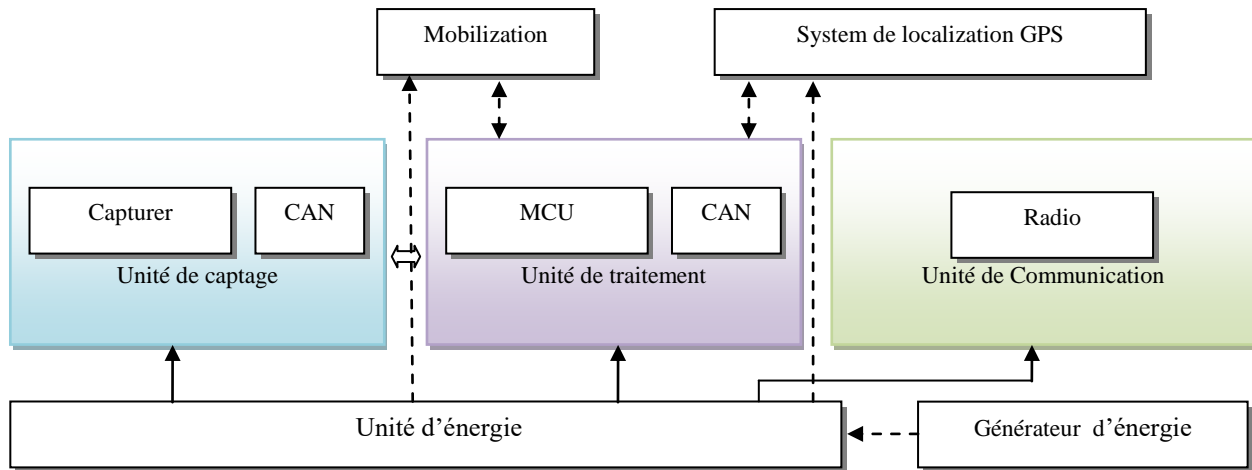 Mobilization
System de localization GPS
Capturer
CAN
MCU
CAN
Radio
Unité de captage
Unité de traitement
Unité de Communication
Unité d’énergie
Générateur d’énergie